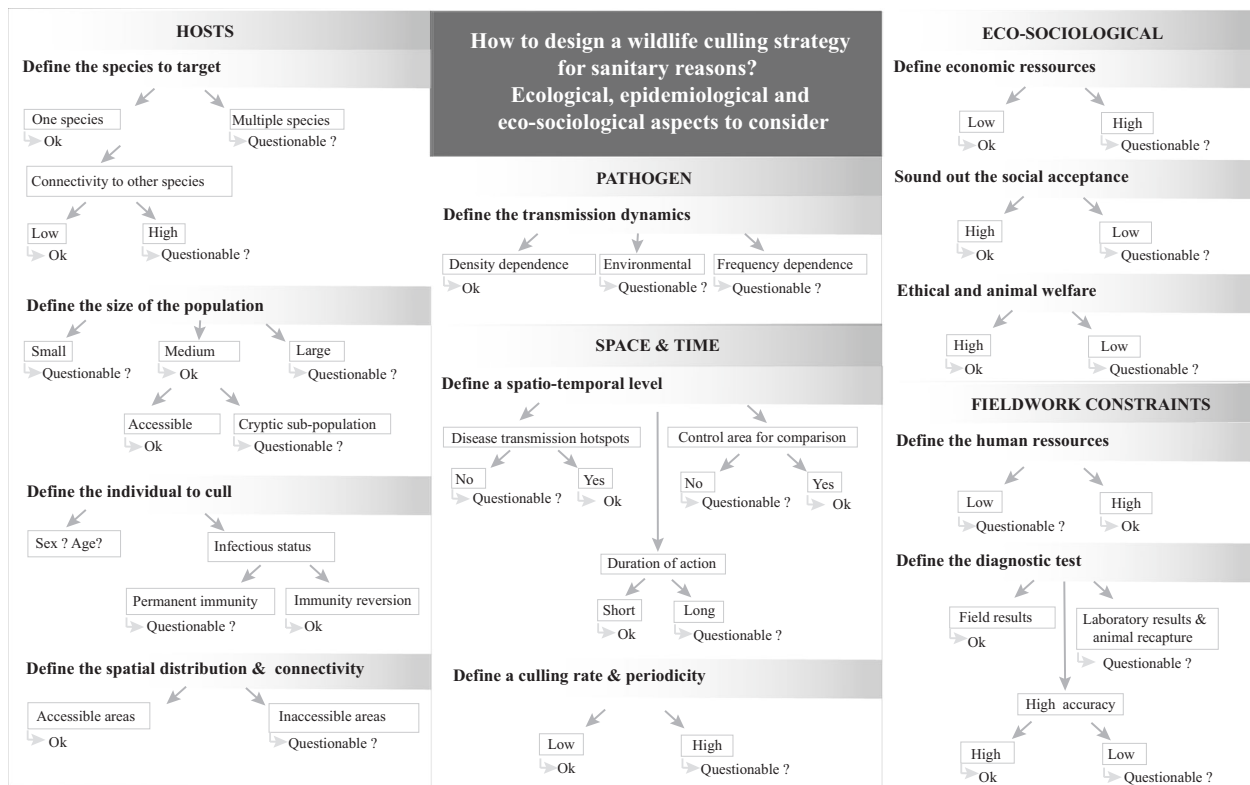 HOSTS
Define the species to target
One species
Multiple species
Ok
Questionable ?
Connectivity to other species
Low
High
Ok
Questionable ?
Define the size of the population
Small
Medium
Large
Questionable ?
Ok
Questionable ?
Accessible
Cryptic sub-population
Ok
Questionable ?
Define the individual to cull
Sex ? Age?
Infectious status
Permanent immunity
Immunity reversion
Questionable ?
Ok
Define the spatial distribution & connectivity
Accessible areas
Inaccessible areas
Ok
Questionable ?
How to design a wildlife culling strategy
for sanitary reasons?
Ecological, epidemiological and
eco-sociological aspects to consider
PATHOGEN
Define the transmission dynamics
Density dependence
Environmental
Frequency dependence
Ok
Questionable ?
Questionable ?
SPACE & TIME
Define a spatio-temporal level
Disease transmission hotspots
Control area for comparison
No
Yes
No
Yes
Questionable ?
Ok
Questionable ?
Ok
Duration of action
Short
Long
Ok
Questionable ?
Define a culling rate & periodicity
Low
High
Ok
Questionable ?
ECO-SOCIOLOGICAL
Define economic ressources
Low
High
Ok
Questionable ?
Sound out the social acceptance
High
Low
Ok
Questionable ?
Ethical and animal welfare
High
Low
Ok
Questionable ?
FIELDWORK CONSTRAINTS
Define the human ressources
Low
High
Questionable ?
Ok
Define the diagnostic test
Field results
Laboratory results &
animal recapture
Ok
Questionable ?
High accuracy
High
Low
Ok
Questionable ?